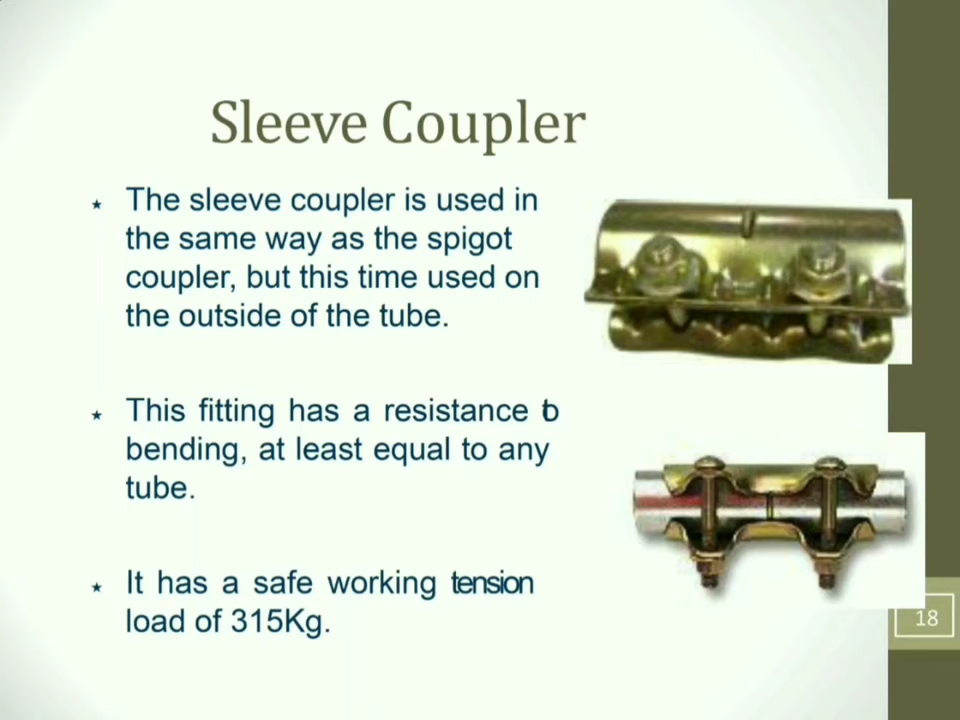 Sleeve Coupler
★ The sleeve coupler is used in
the same way as the spigot
coupler, but this time used on
the outside of the tube.
★ This fitting has a resistance to
bending, at least equal to any
tube.
★ It has a safe working tension
load of 315Kg.
18